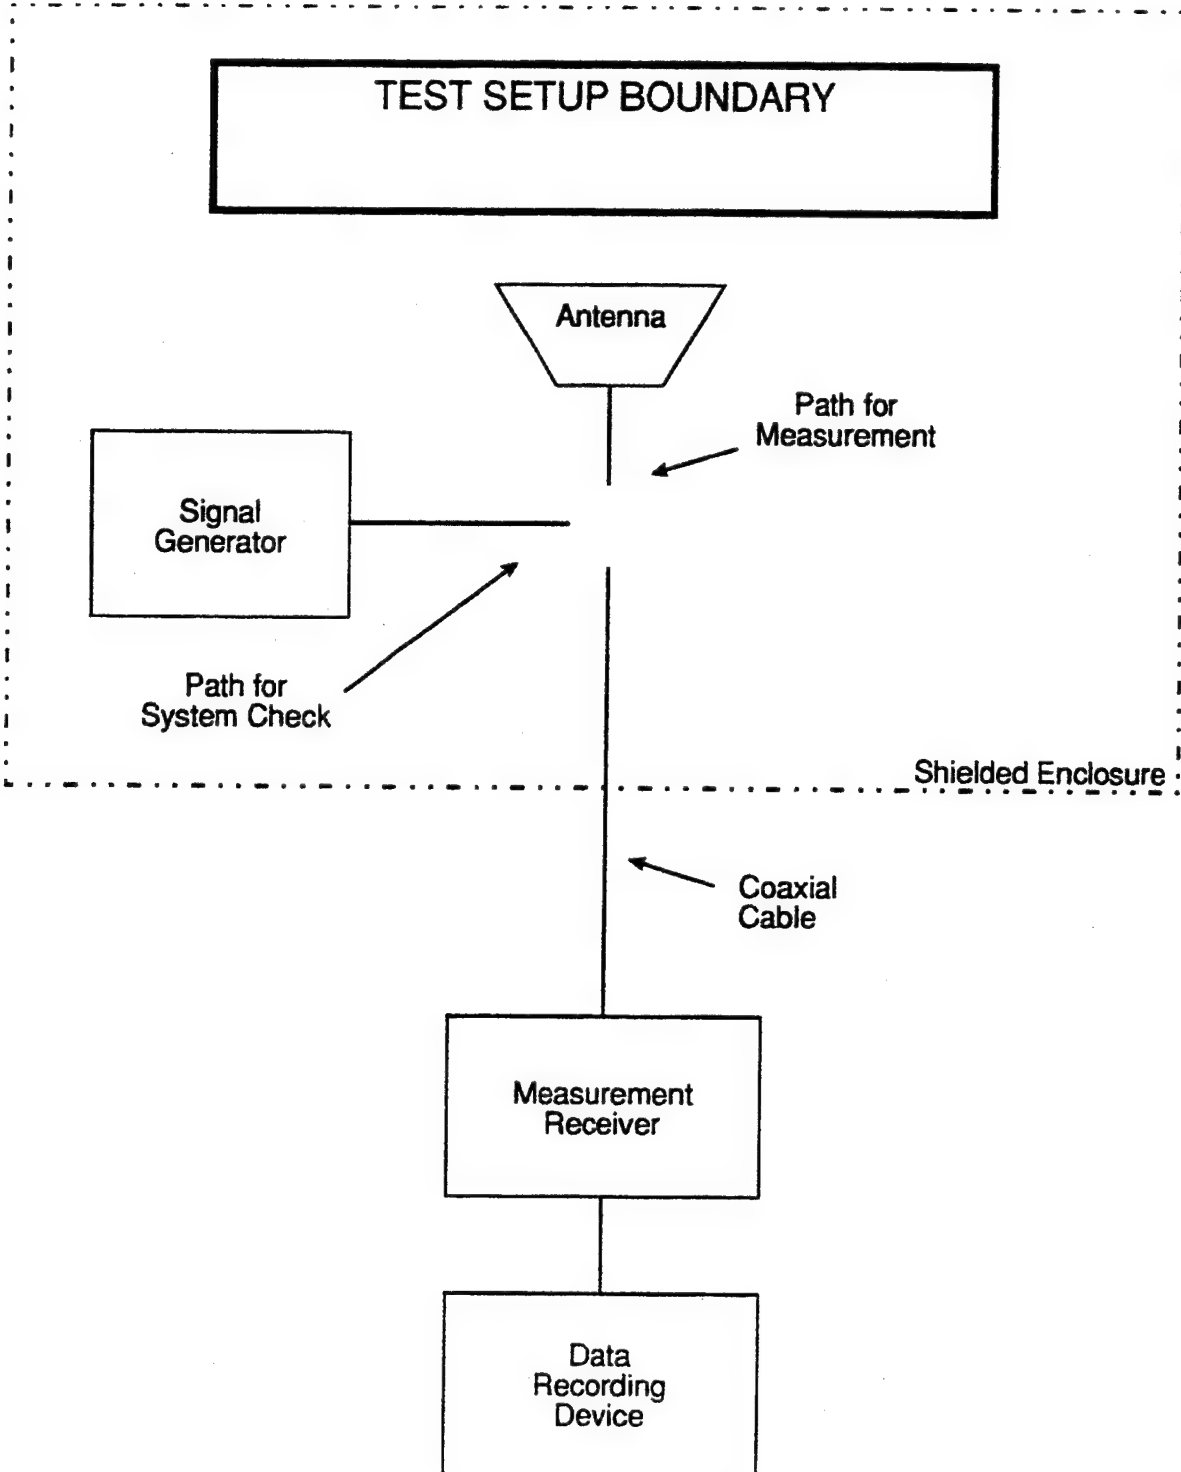 TEST SETUP BOUNDARY
Antenna
Path for
Measurement
Signal
Generator
Path for
System Check
Shielded Enclosure
Coaxial
Cable
Measurement
Receiver
Data
Recording
Device